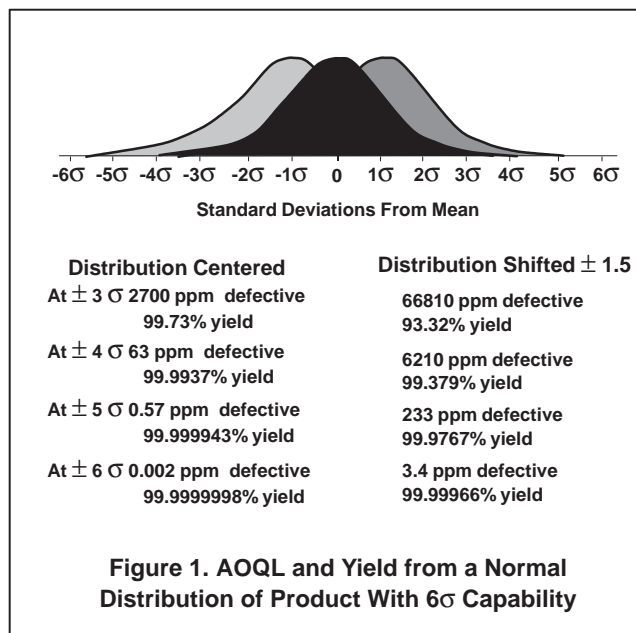 -6σ -5σ -4σ -3σ -2σ -1σ 0 1σ 2σ 3σ 4σ 5σ 6σ
Standard Deviations From Mean
Distribution Centered
At ± 3 σ 2700 ppm defective
99.73% yield
At ± 4 σ 63 ppm defective
99.9937% yield
At ± 5 σ 0.57 ppm defective
99.999943% yield
At ± 6 σ 0.002 ppm defective
99.9999998% yield
Distribution Shifted ± 1.5
66810 ppm defective
93.32% yield
6210 ppm defective
99.379% yield
233 ppm defective
99.9767% yield
3.4 ppm defective
99.99966% yield
Figure 1. AOQL and Yield from a Normal
Distribution of Product With 6σ Capability